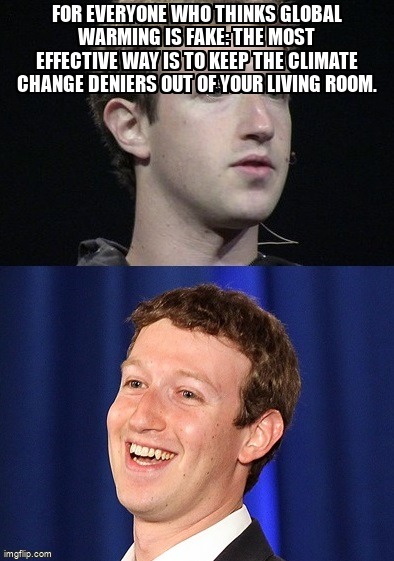 FOR EVERYONE WHO THINKS GLOBAL
WARMING IS FAKE: THE MOST
EFFECTIVE WAY IS TO KEEP THE CLIMATE
CHANGE DENIERS OUT OF YOUR LIVING ROOM.
imgflip.com